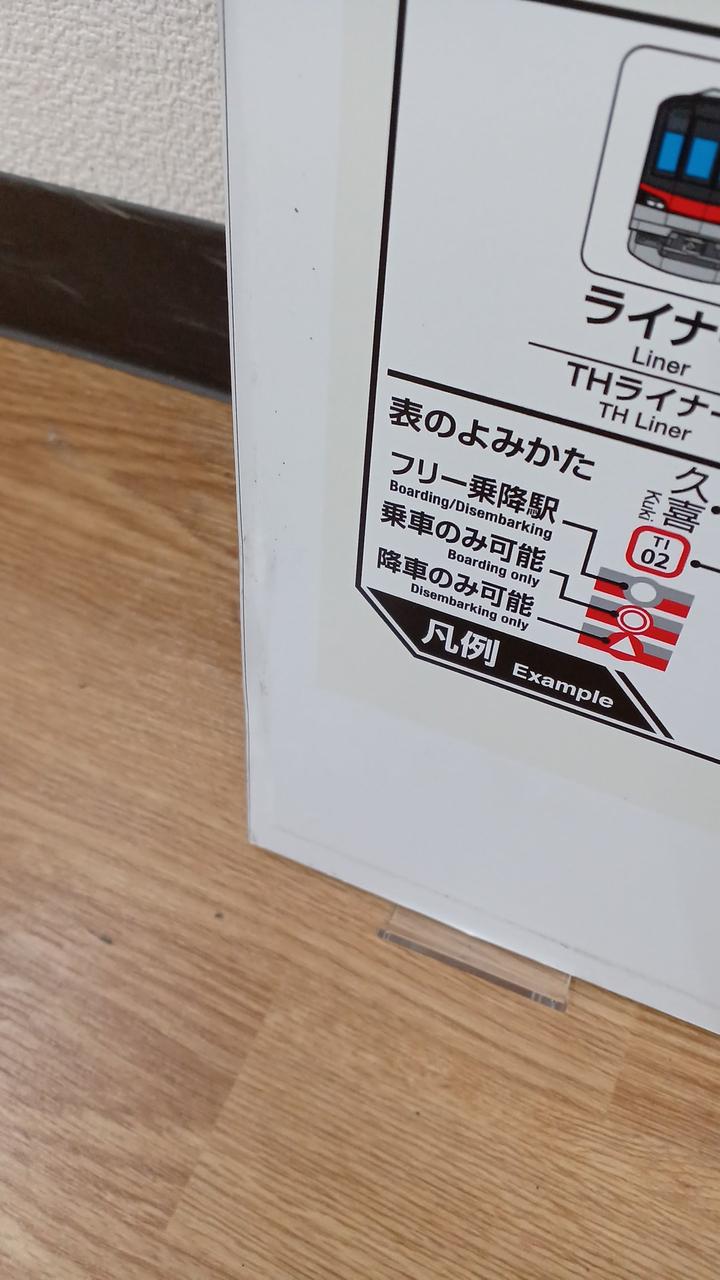 ライナ
Liner
THライナー
TH Liner
表のよみかた
フリー乗降駅
Boarding/Disembarking
乗車のみ可能
Boarding only
降車のみ可能
Disembarking only
久喜
Kuki
TI
02
凡例 Example